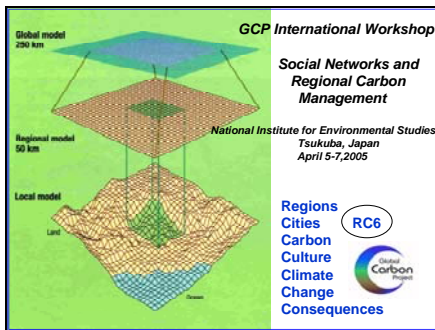 Global model
250 km
Regional model
50 km
Local model
Land
Ocean
GCP International Workshop
Social Networks and
Regional Carbon
Management
National Institute for Environmental Studies
Tsukuba, Japan
April 5-7,2005
Regions
Cities
Carbon
Culture
Climate
Change
Consequences
RC6
Global
Carbon
Project